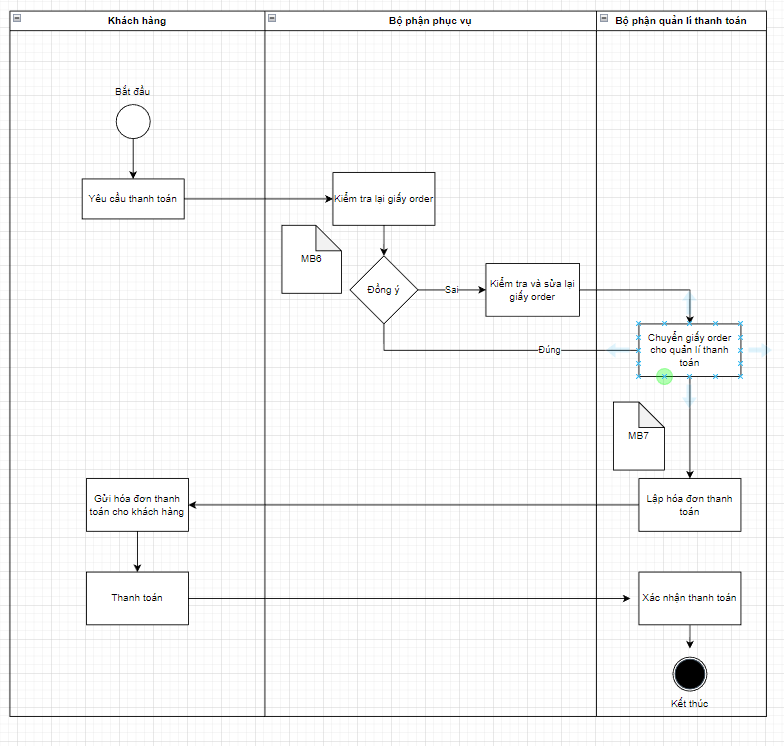 Khách hàng
Bộ phận phục vụ
Bộ phận quản lí thanh toán
Bắt đầu
Yêu cầu thanh toán
Kiểm tra lại giấy order
MB6
Đồng ý
Sai
Kiểm tra và sửa lại
giấy order
Đúng
Chuyển giấy order
cho quản lí thanh
toán
MB7
Gửi hóa đơn thanh
toán cho khách hàng
Lập hóa đơn thanh
toán
Thanh toán
Xác nhận thanh toán
Kết thúc